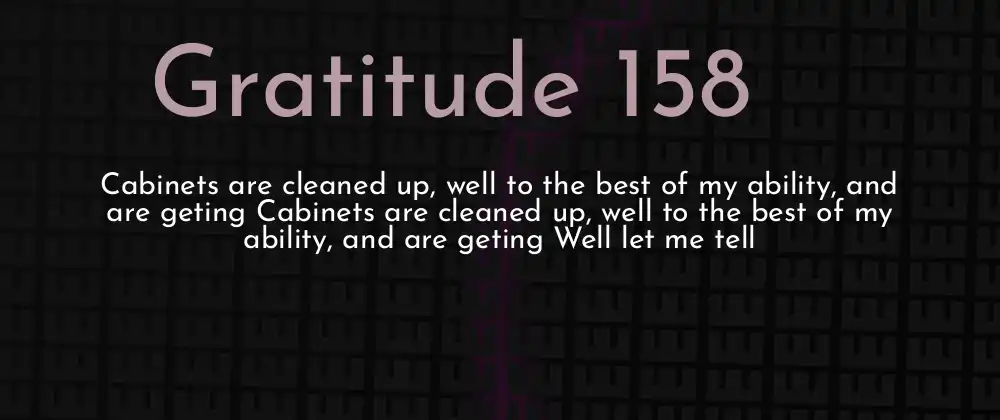 Gratitude 158
Cabinets are cleaned up, well to the best of my ability, and
are geting Cabinets are cleaned up, well to the best of my
ability, and are geting Well let me tell